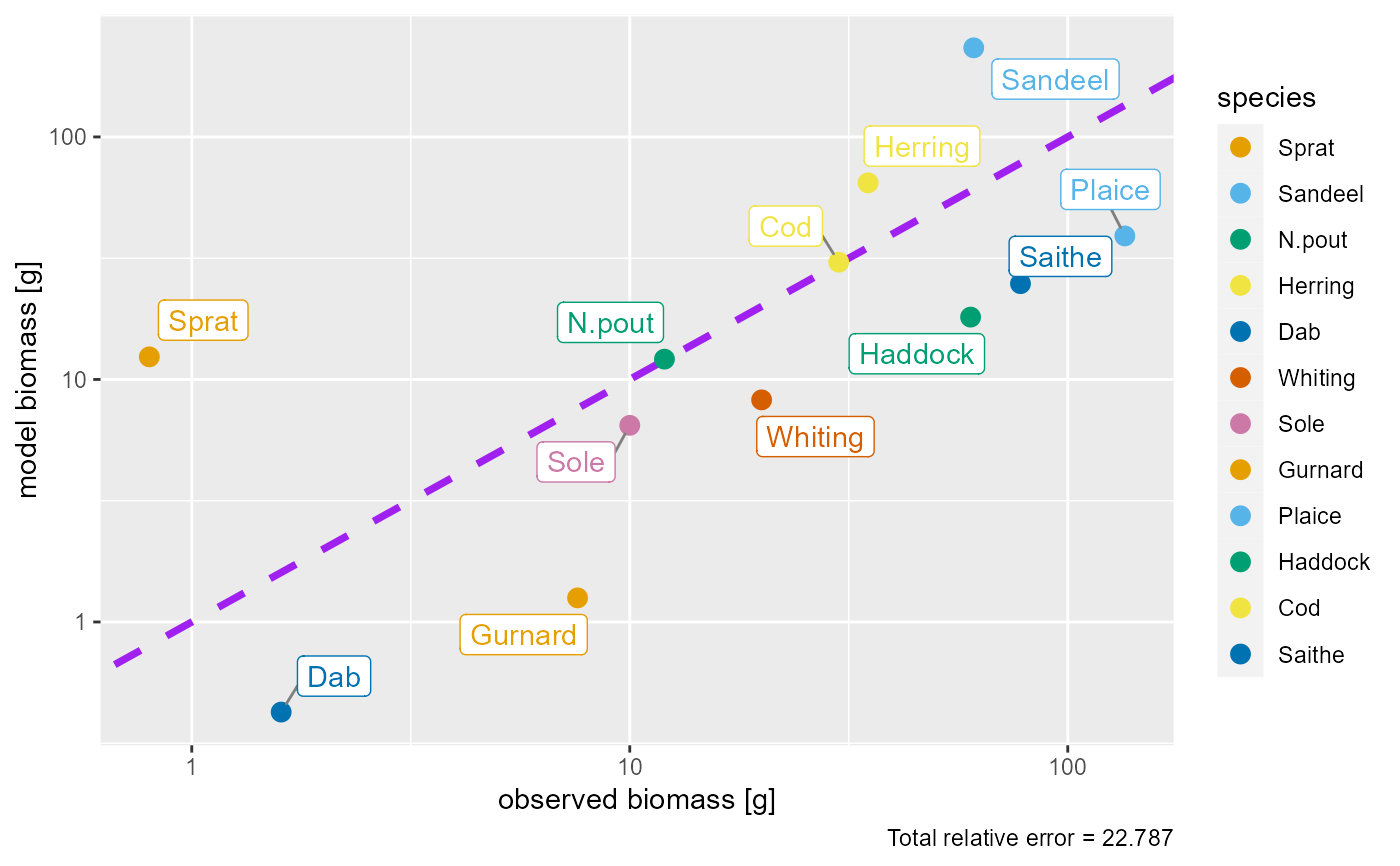 model biomass [g]
100
10
1
Sandeel
Herring
Plaice
Cod
Saithe
Sprat
N.pout
Haddock
Whiting
Sole
Gurnard
Dab
1
10
100
observed biomass [g]
Total relative error = 22.787
species
Sprat
Sandeel
N.pout
Herring
Dab
Whiting
Sole
Gurnard
Plaice
Haddock
Cod
Saithe